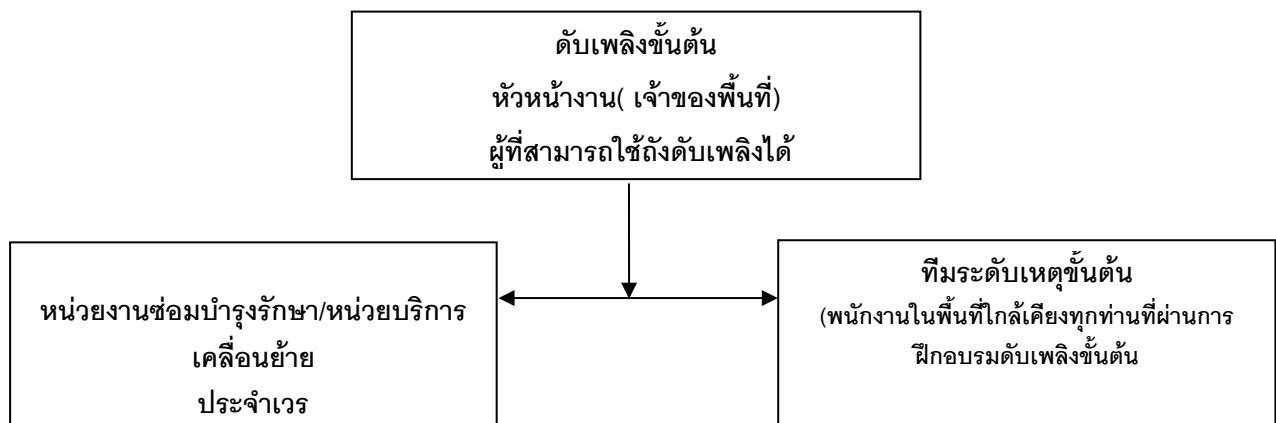 ดับเพลิงขั้นต้น
หัวหน้างาน( เจ้าของพื้นที่)
ผู้ที่สามารถใช้ถังดับเพลิงได้
หน่วยงานซ่อมบำรุงรักษา/หน่วยบริการ
เคลื่อนย้าย
ประจำเวร
ทีมระดับเหตุขั้นต้น
(พนักงานในพื้นที่ใกล้เคียงทุกท่านที่ผ่านการ
ฝึกอบรมดับเพลิงขั้นต้น